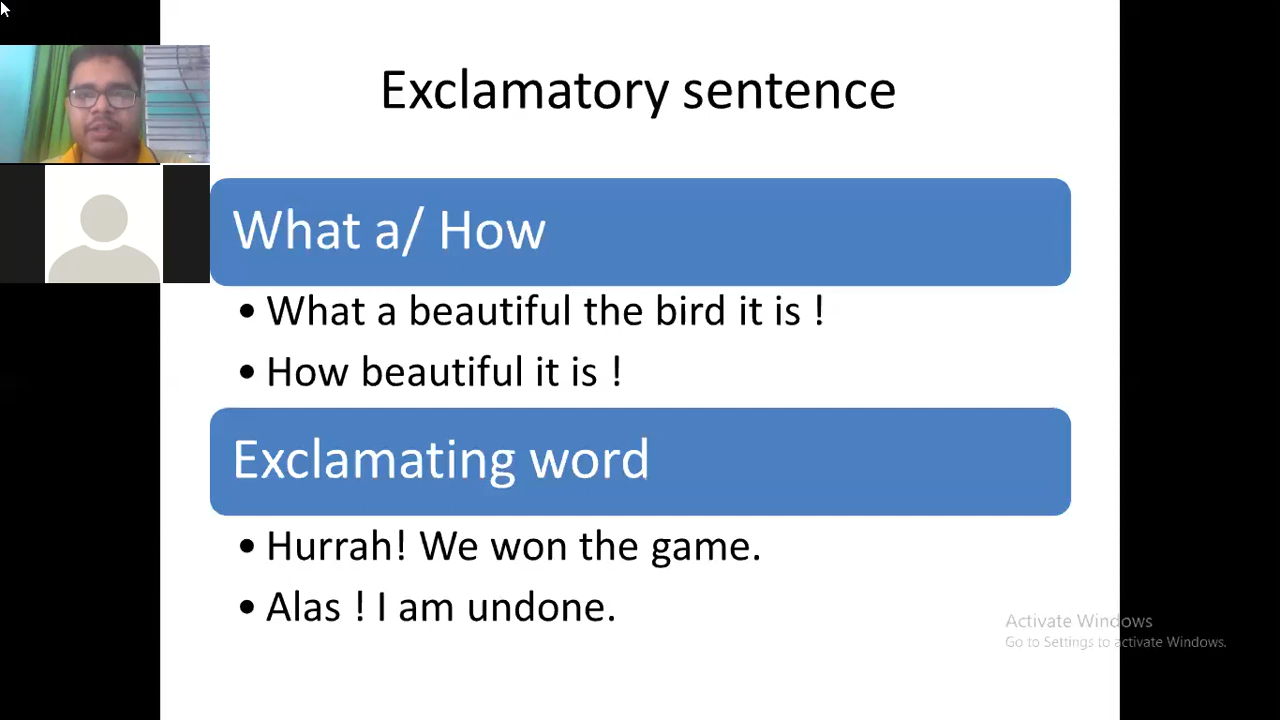 Exclamatory sentence
What a/ How
• What a beautiful the bird it is !
• How beautiful it is !
Exclamating word
• Hurrah! We won the game.
• Alas ! I am undone.
Activate Windows
Go to Settings to activate Windows.